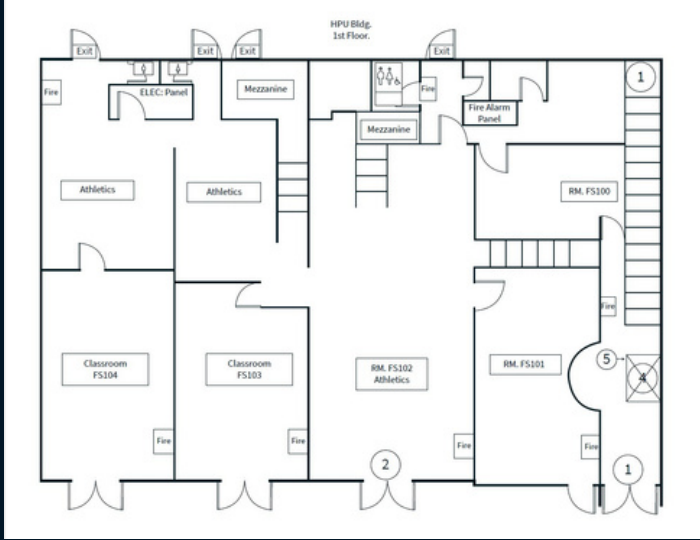 HPU Bldg.
1st Floor.
Exit
Exit
Exit
Exit
1
Fire
ELEC: Panel
Mezzanine
Fire
Fire Alarm
Panel
Mezzanine
Athletics
Athletics
RM. FS100
Fire
Classroom
FS104
Classroom
FS103
RM. FS102
Athletics
RM. FS101
5
4
Fire
Fire
Fire
Fire
2
1